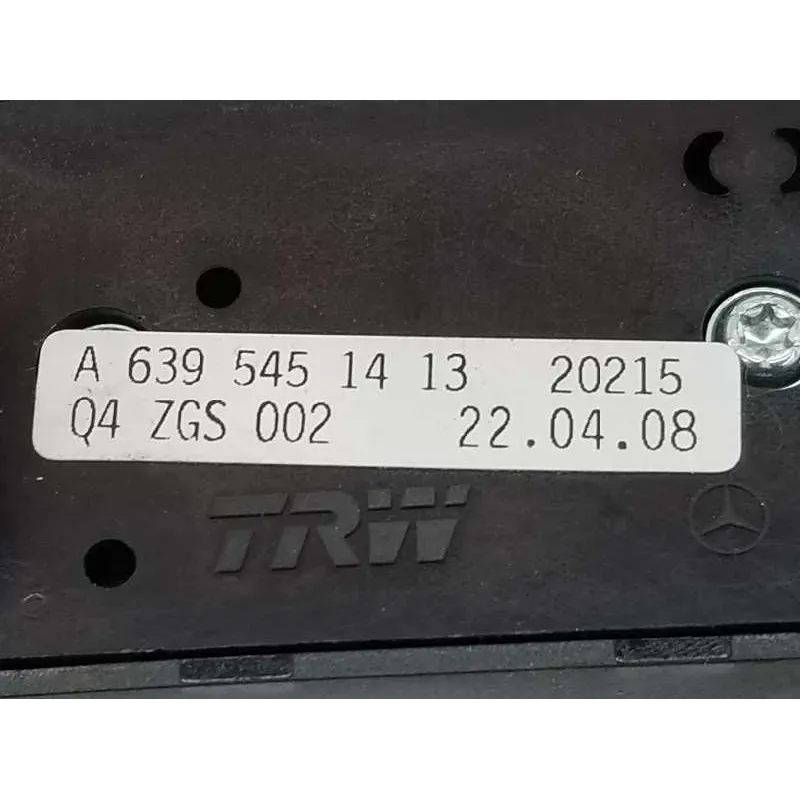 A 639 545 14 13 20215
Q4 ZGS 002 22.04.08
TRW